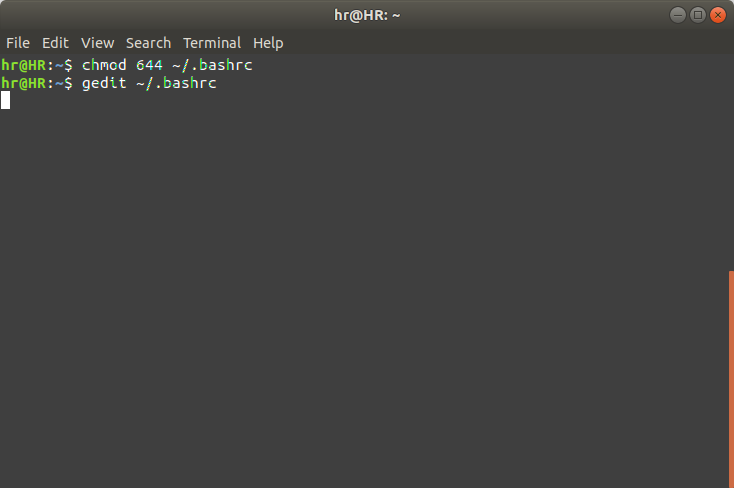 hr@HR: ~
File Edit View Search Terminal Help
hr@HR:~$ chmod 644 ~/.bashrc
hr@HR:~$ gedit ~/.bashrc